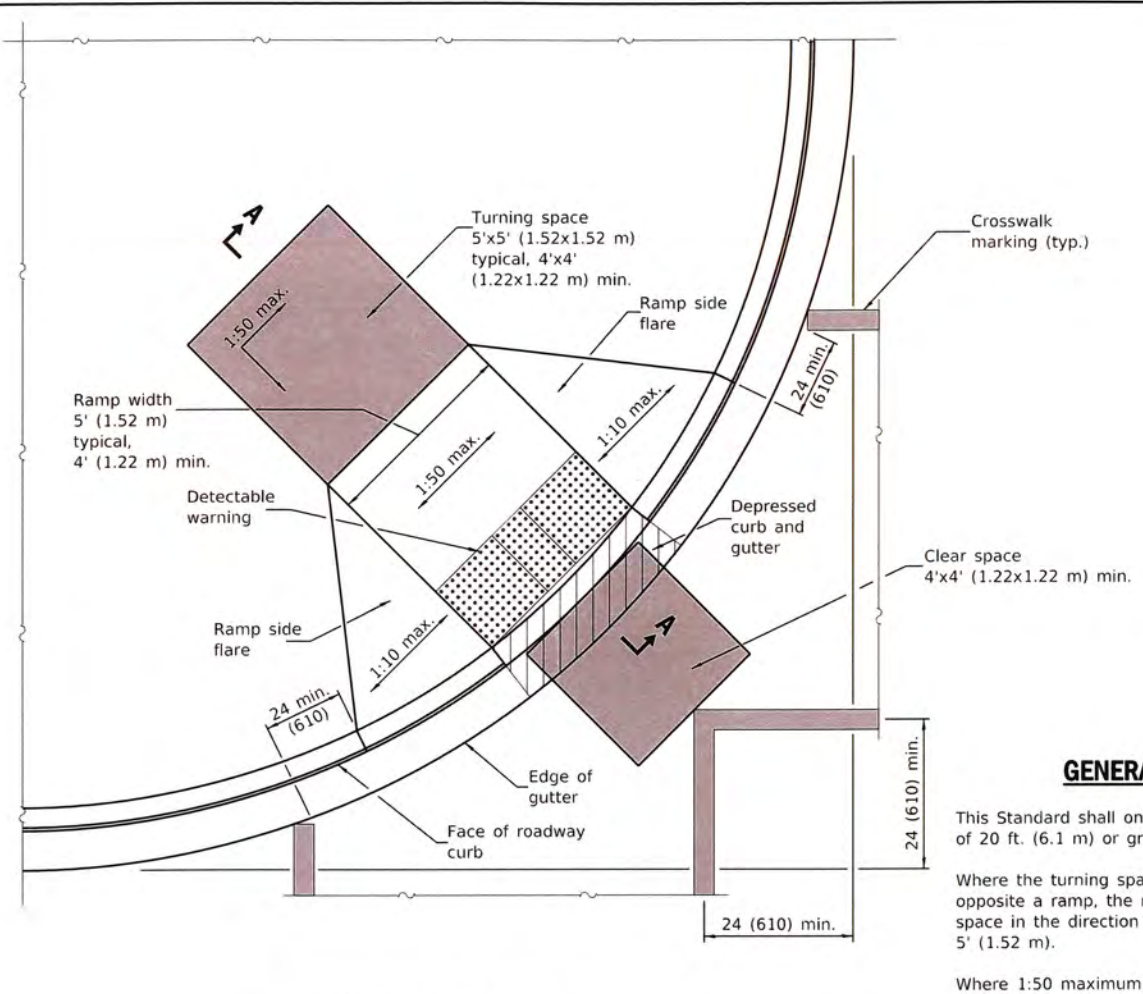 A
Turning space
5'x5' (1.52x1.52 m)
typical, 4'x4'
(1.22x1.22 m) min.
Crosswalk
marking (typ.)
1:50 max.
Ramp side
flare
24 min.
(610)
Ramp width
5' (1.52 m)
typical,
4' (1.22 m) min.
1:10 max.
1:50 max.
Detectable
warning
Depressed
curb and
gutter
Clear space
4'x4' (1.22x1.22 m) min.
A
Ramp side
flare
1:10 max.
24 min.
(610)
Edge of
gutter
Face of roadway
curb
24 (610) min.
24 (610) min.
GENERA
This Standard shall on
of 20 ft. (6.1 m) or gr
Where the turning spa
opposite a ramp, the
space in the direction
5' (1.52 m).
Where 1:50 maximum